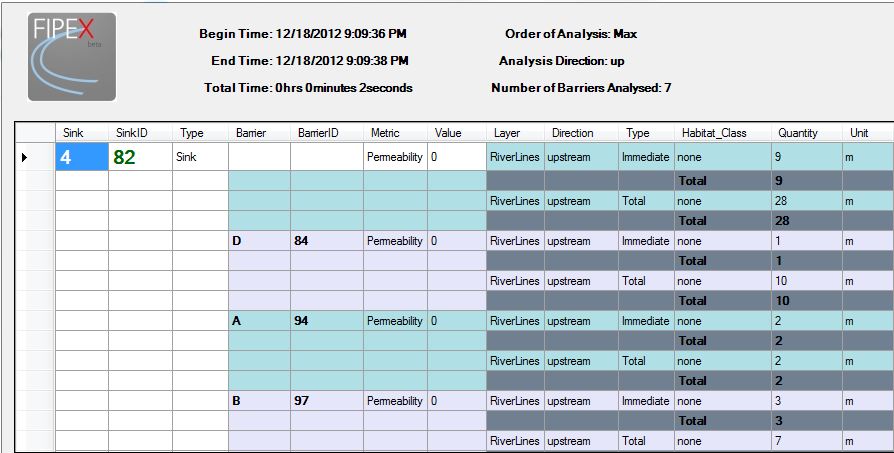 FIPEX
beta
Begin Time: 12/18/2012 9:09:36 PM Order of Analysis: Max
End Time: 12/18/2012 9:09:38 PM Analysis Direction: up
Total Time: 0hrs 0minutes 2seconds Number of Barriers Analysed: 7
Sink SinkID Type Barrier BarrierID Metric Value Layer Direction Type Habitat_Class Quantity Unit
4 82 Sink Permeability 0 RiverLines upstream Immediate none 9 m
Total 9
RiverLines upstream Total none 28 m
Total 28
D 84 Permeability 0 RiverLines upstream Immediate none 1 m
Total 1
RiverLines upstream Total none 10 m
Total 10
A 94 Permeability 0 RiverLines upstream Immediate none 2 m
Total 2
RiverLines upstream Total none 2 m
Total 2
B 97 Permeability 0 RiverLines upstream Immediate none 3 m
Total 3
RiverLines upstream Total none 7 m